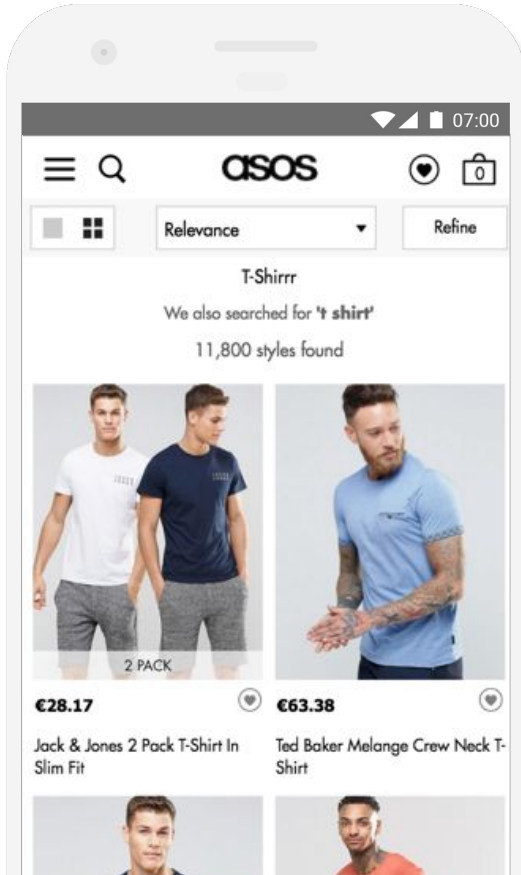 07:00
asos
0
Relevance
Refine
T-Shirrr
We also searched for 't shirt'
11,800 styles found
2 PACK
€28.17
€63.38
Jack & Jones 2 Pack T-Shirt In
Slim Fit
Ted Baker Melange Crew Neck T-
Shirt